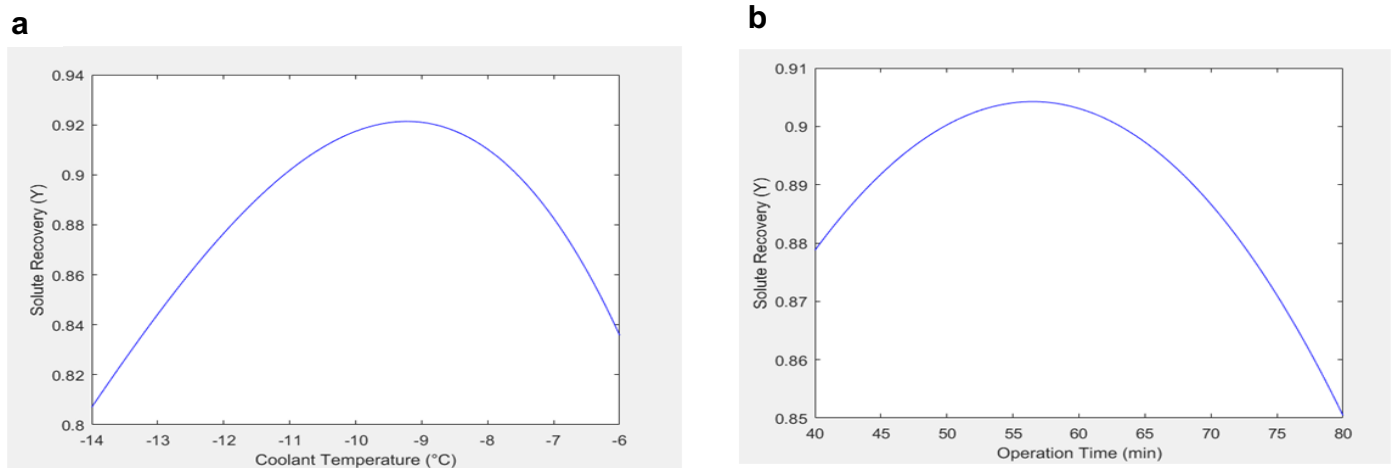 a
0.94
0.92
0.9
0.88
0.86
0.84
0.82
0.8
Solute Recovery (Y)
-14 -13 -12 -11 -10 -9 -8 -7 -6
Coolant Temperature (°C)
b
0.91
0.9
0.89
0.88
0.87
0.86
0.85
Solute Recovery (Y)
40 45 50 55 60 65 70 75 80
Operation Time (min)